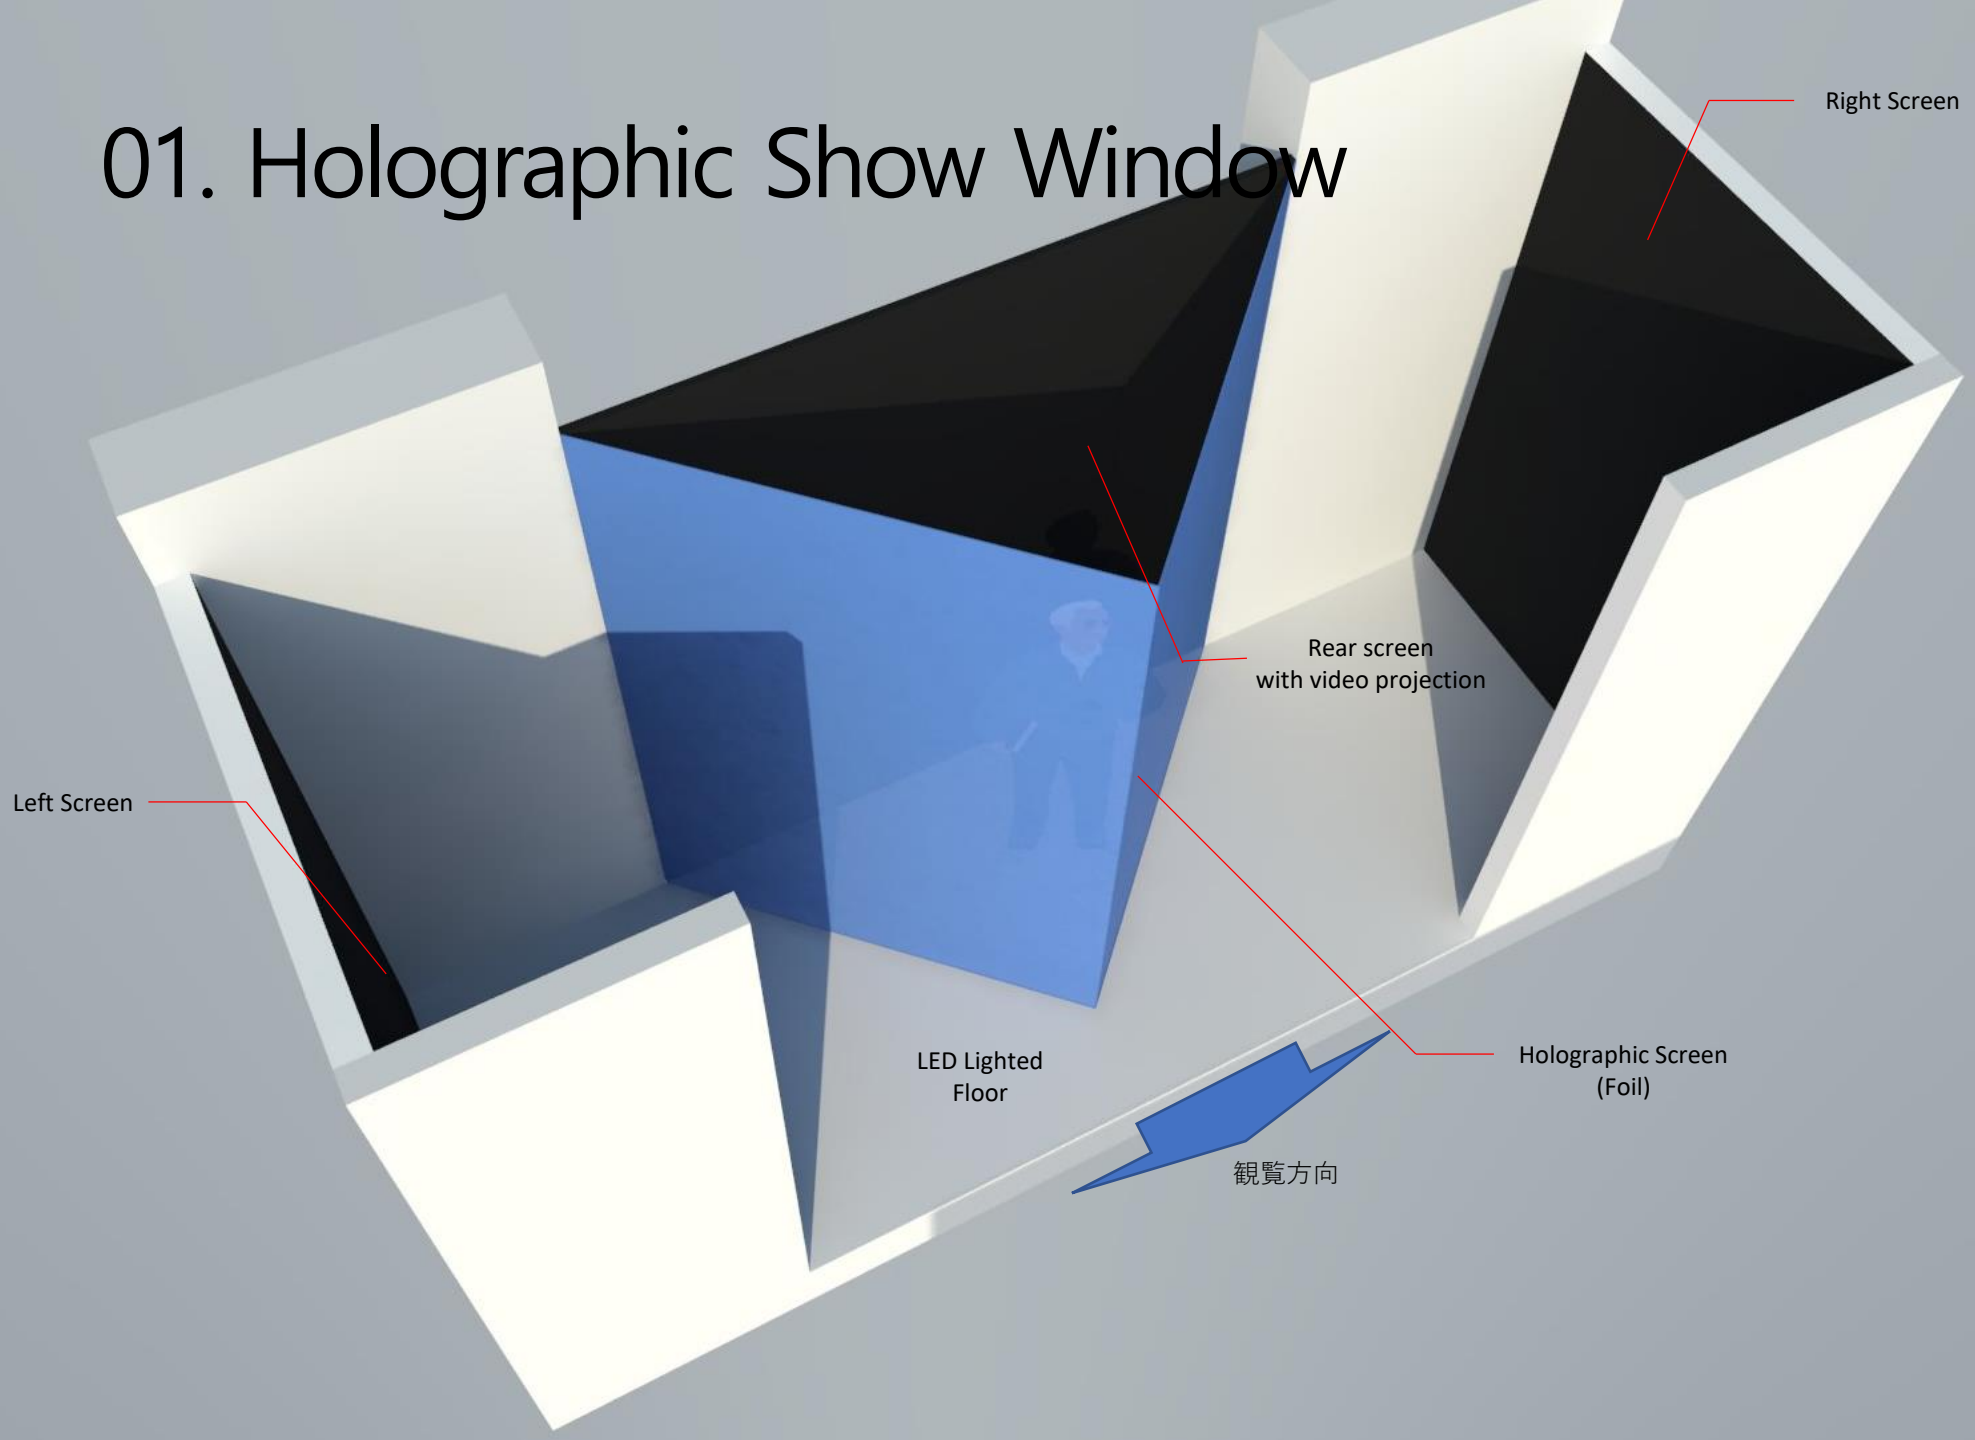 01. Holographic Show Window
Right Screen
Rear screen
with video projection
Left Screen
LED Lighted
Floor
Holographic Screen
(Foil)
観覧方向